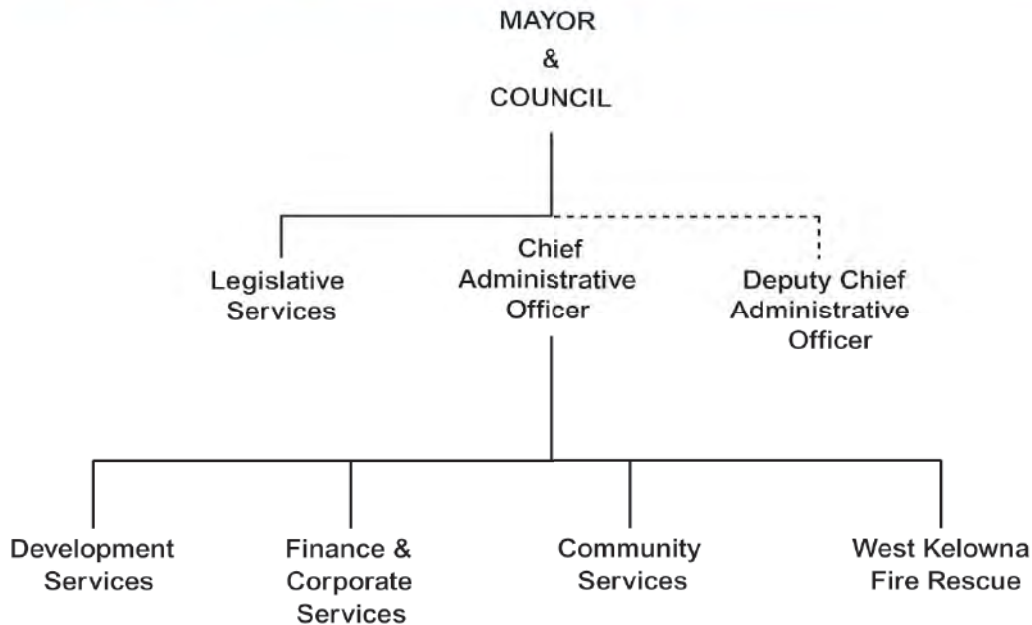 MAYOR
&
COUNCIL
Legislative
Services
Chief
Administrative
Officer
Deputy Chief
Administrative
Officer
Development
Services
Finance &
Corporate
Services
Community
Services
West Kelowna
Fire Rescue